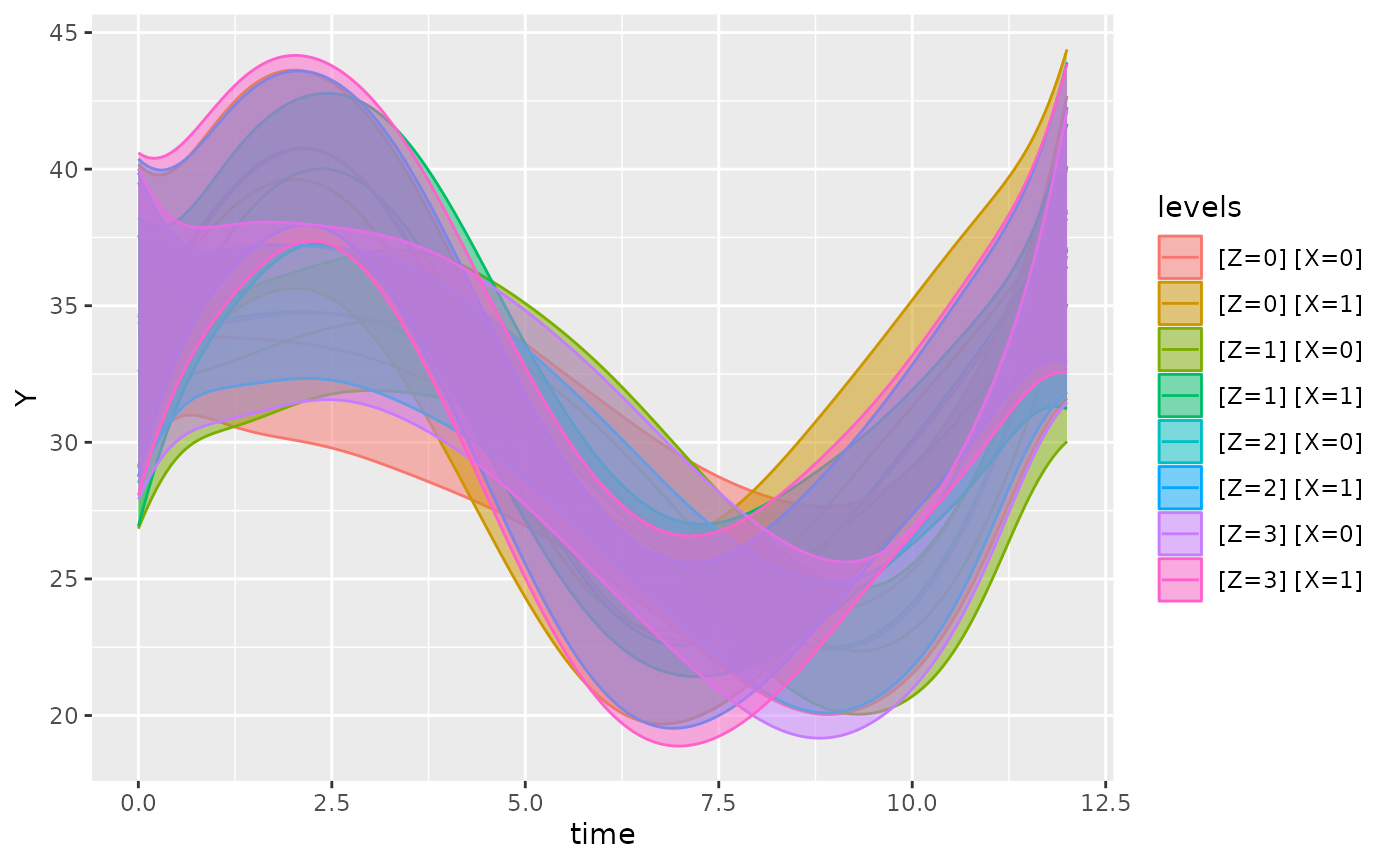 45
40
35
30
25
20
Y
0.0 2.5 5.0 7.5 10.0 12.5
time
levels
[Z=0] [X=0]
[Z=0] [X=1]
[Z=1] [X=0]
[Z=1] [X=1]
[Z=2] [X=0]
[Z=2] [X=1]
[Z=3] [X=0]
[Z=3] [X=1]